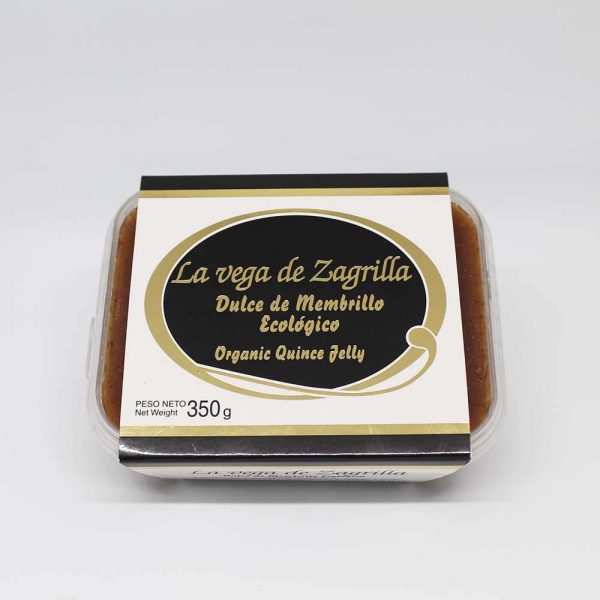 La vega de Zagrilla
Dulce de Membrillo
Ecológico
Organic Quince Jelly
PESO NETO
Net Weight 350 g
La vega de Zagrilla